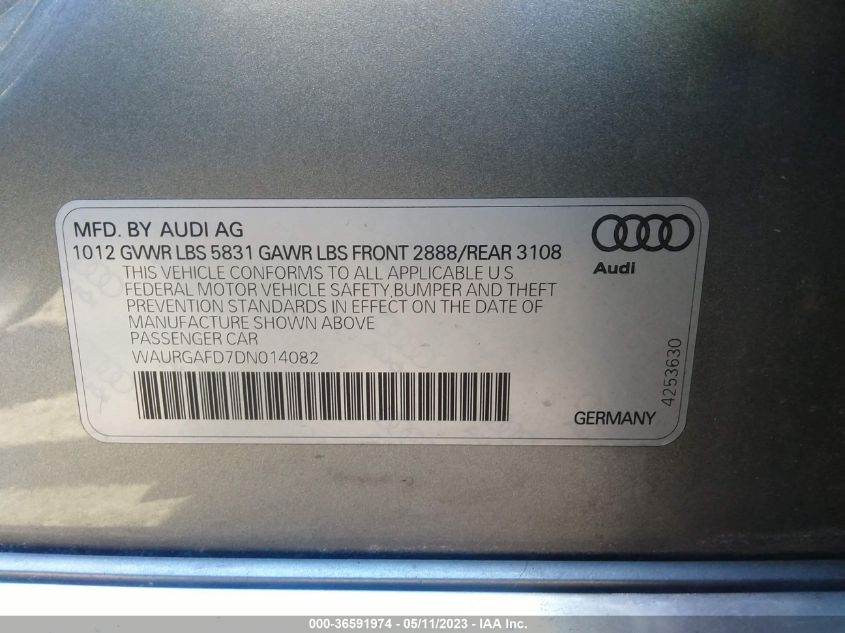 MFD. BY AUDI AG
1012 GVWR LBS 5831 GAWR LBS FRONT 2888/REAR 3108
THIS VEHICLE CONFORMS TO ALL APPLICABLE U S
FEDERAL MOTOR VEHICLE SAFETY,BUMPER AND THEFT
PREVENTION STANDARDS IN EFFECT ON THE DATE OF
MANUFACTURE SHOWN ABOVE
PASSENGER CAR
WAURGAFD7DN014082
Audi
4253630
GERMANY
000-36591974 - 05/11/2023 - IAA Inc.